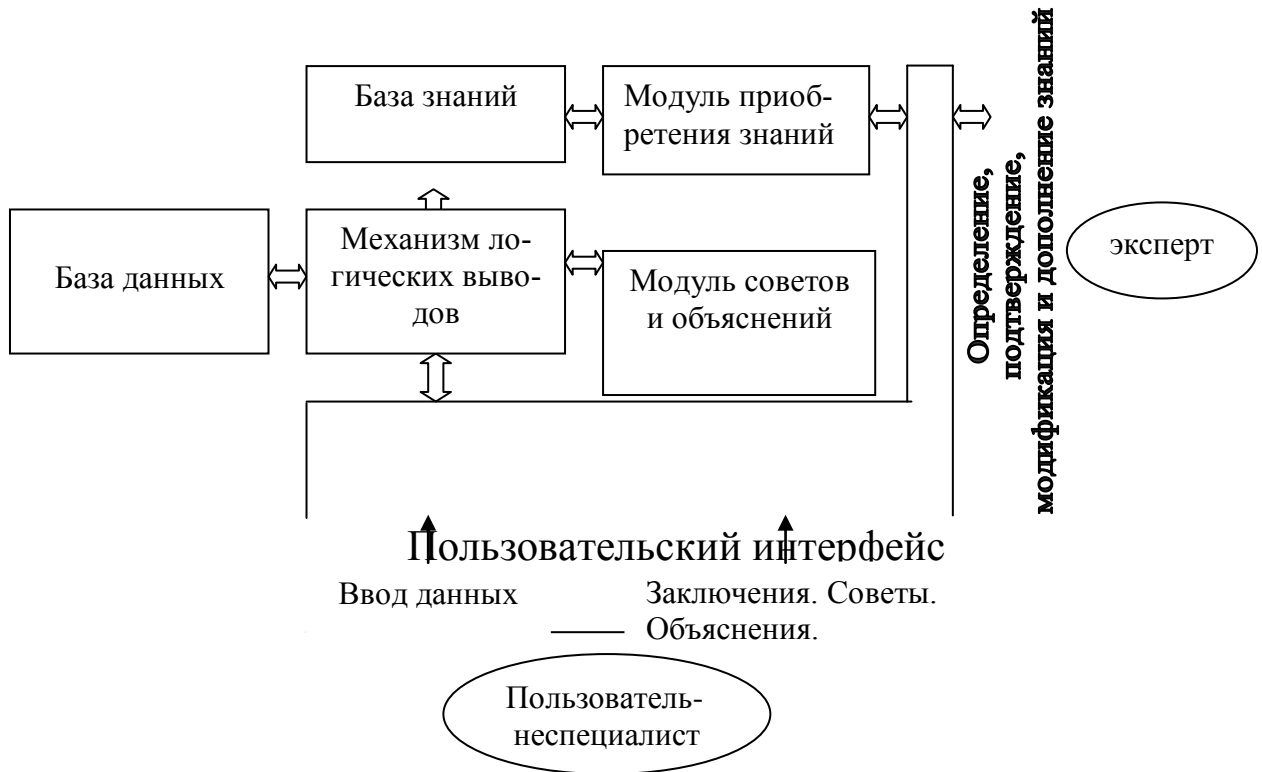 База знаний
Модуль приоб-
ретения знаний
База данных
Механизм ло-
гических выво-
дов
Модуль советов
и объяснений
Определение,
подтверждение,
модификация и дополнение знаний
эксперт
Пользовательский интерфейс
Ввод данных
Заключения. Советы.
Объяснения.
Пользователь-
неспециалист